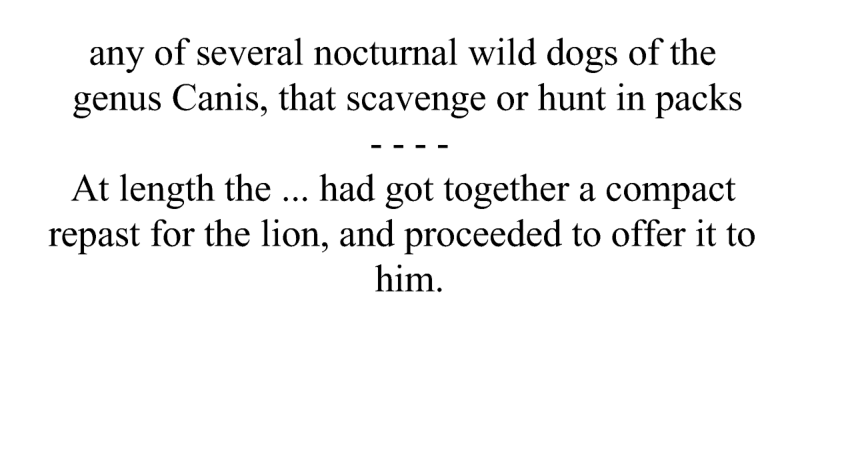 any of several nocturnal wild dogs of the
genus Canis, that scavenge or hunt in packs
- - - -
At length the ... had got together a compact
repast for the lion, and proceeded to offer it to
him.